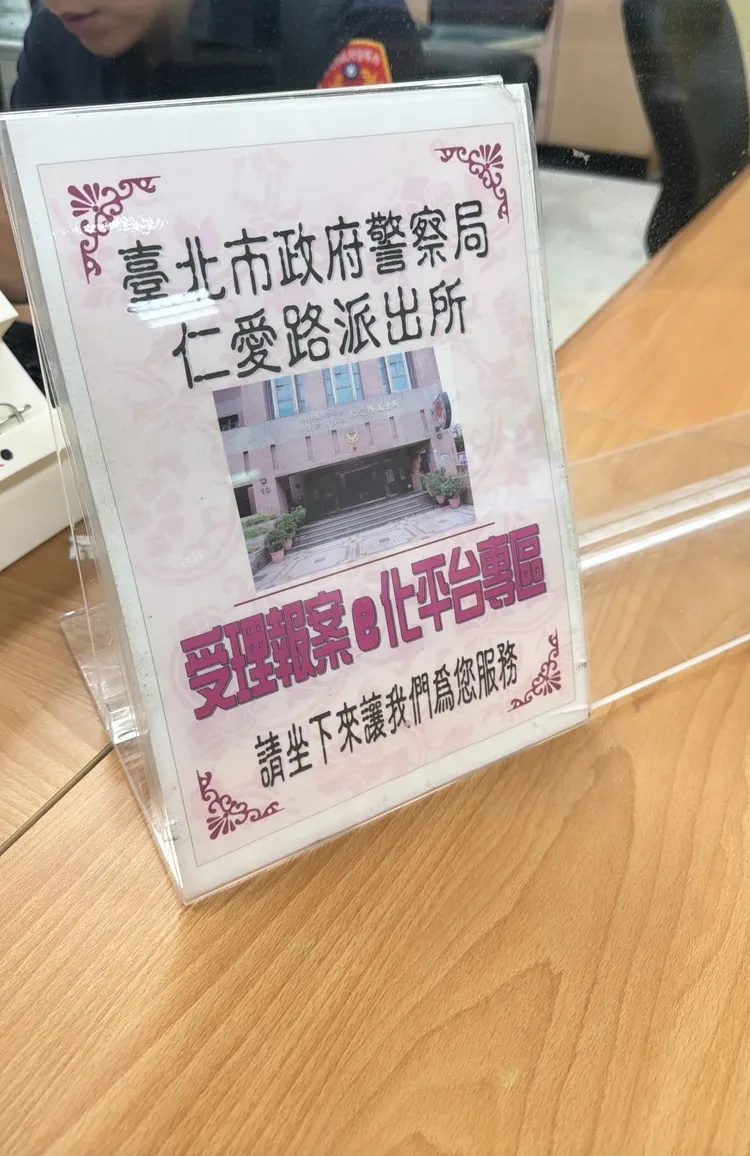 臺北市政府警察局
仁愛路派出所
受理報案e化平台專區
請坐下來讓我們為您服務